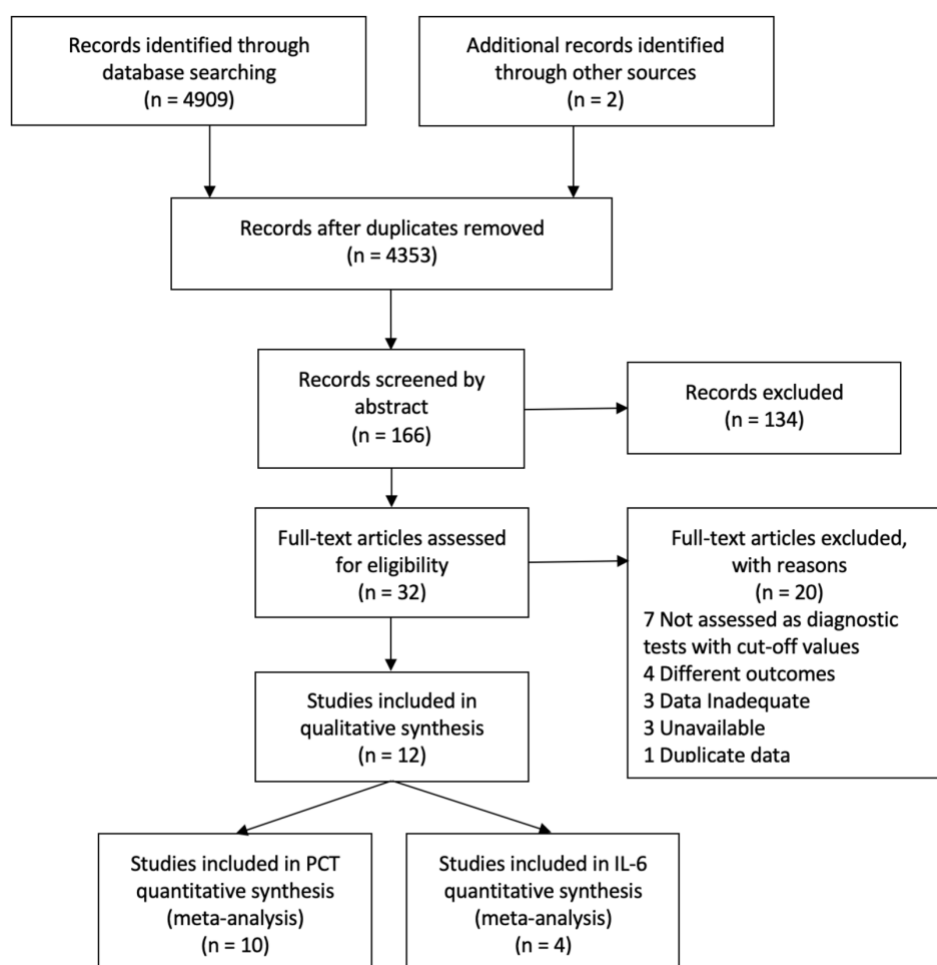 Records identified through
database searching
(n = 4909)
Additional records identified
through other sources
(n = 2)
Records after duplicates removed
(n = 4353)
Records screened by
abstract
(n = 166)
Records excluded
(n = 134)
Full-text articles assessed
for eligibility
(n = 32)
Full-text articles excluded,
with reasons
(n = 20)
7 Not assessed as diagnostic
tests with cut-off values
4 Different outcomes
3 Data Inadequate
3 Unavailable
1 Duplicate data
Studies included in
qualitative synthesis
(n = 12)
Studies included in PCT
quantitative synthesis
(meta-analysis)
(n = 10)
Studies included in IL-6
quantitative synthesis
(meta-analysis)
(n = 4)